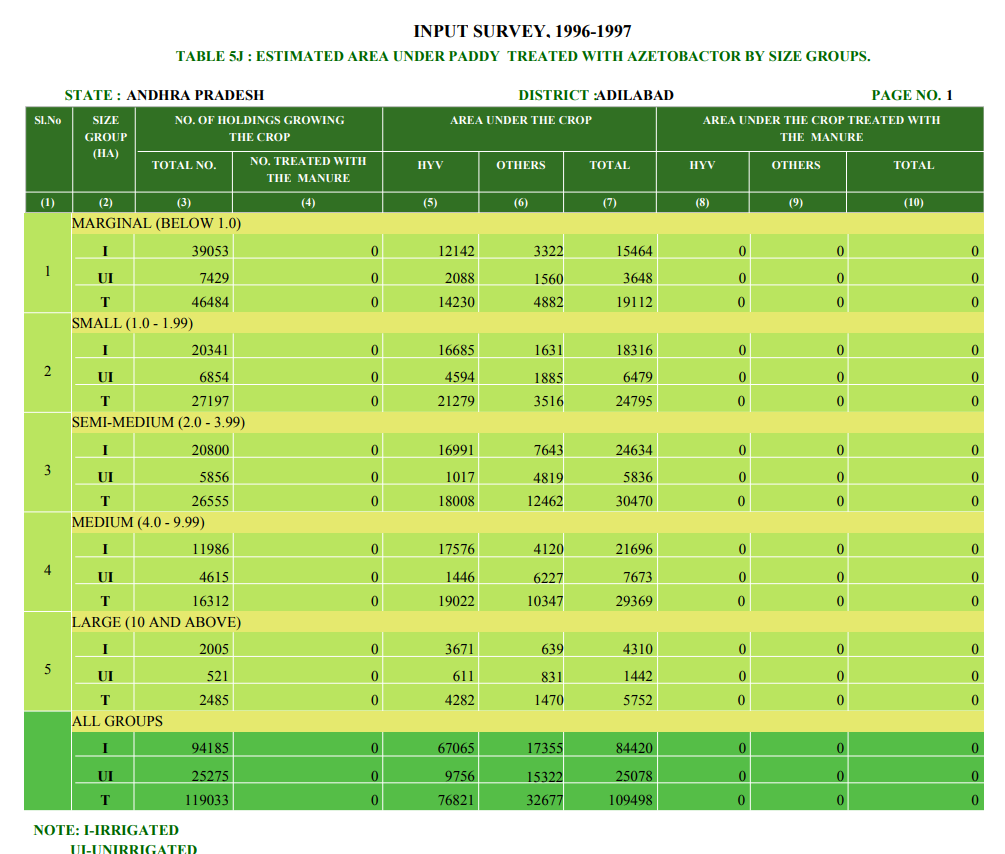 INPUT SURVEY, 1996-1997
TABLE 5J : ESTIMATED AREA UNDER PADDY TREATED WITH AZETOBACTOR BY SIZE GROUPS.
STATE : ANDHRA PRADESH DISTRICT :ADILABAD PAGE NO. 1
Sl.No SIZE GROUP (HA) NO. OF HOLDINGS GROWING THE CROP AREA UNDER THE CROP AREA UNDER THE CROP TREATED WITH THE MANURE
TOTAL NO. NO. TREATED WITH THE MANURE HYV OTHERS TOTAL HYV OTHERS TOTAL
(1) (2) (3) (4) (5) (6) (7) (8) (9) (10)
MARGINAL (BELOW 1.0)
1
I 39053 0 12142 3322 15464 0 0 0
UI 7429 0 2088 1560 3648 0 0 0
T 46484 0 14230 4882 19112 0 0 0
SMALL (1.0 - 1.99)
2
I 20341 0 16685 1631 18316 0 0 0
UI 6854 0 4594 1885 6479 0 0 0
T 27197 0 21279 3516 24795 0 0 0
SEMI-MEDIUM (2.0 - 3.99)
3
I 20800 0 16991 7643 24634 0 0 0
UI 5856 0 1017 4819 5836 0 0 0
T 26555 0 18008 12462 30470 0 0 0
MEDIUM (4.0 - 9.99)
4
I 11986 0 17576 4120 21696 0 0 0
UI 4615 0 1446 6227 7673 0 0 0
T 16312 0 19022 10347 29369 0 0 0
LARGE (10 AND ABOVE)
5
I 2005 0 3671 639 4310 0 0 0
UI 521 0 611 831 1442 0 0 0
T 2485 0 4282 1470 5752 0 0 0
ALL GROUPS
I 94185 0 67065 17355 84420 0 0 0
UI 25275 0 9756 15322 25078 0 0 0
T 119033 0 76821 32677 109498 0 0 0
NOTE: I-IRRIGATED
UI-UNIRRIGATED